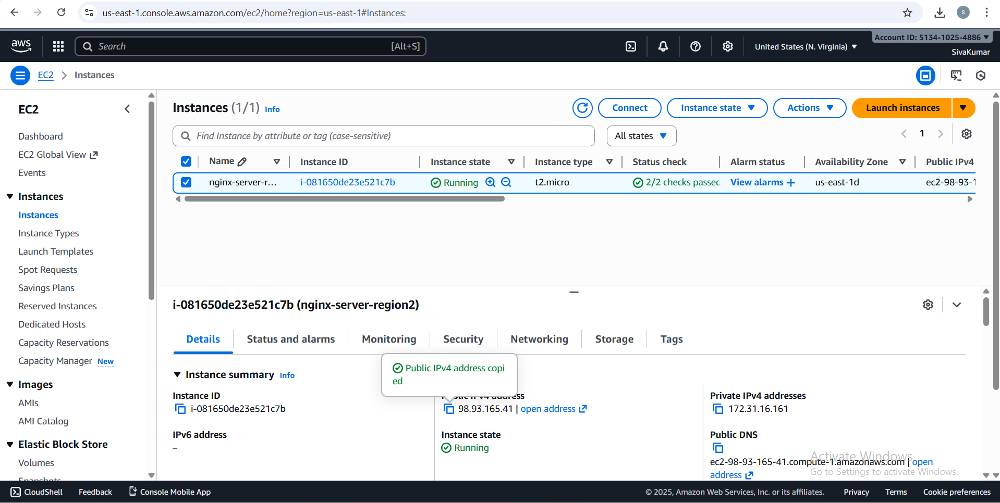 us-east-1.console.aws.amazon.com/ec2/home?region=us-east-1#Instances:
S
aws
Search
[Alt+S]
United States (N. Virginia)
Account ID: 5134-1025-4886
SivaKumar
EC2
Instances
EC2
Dashboard
EC2 Global View
Events
Instances
Instances
Instance Types
Launch Templates
Spot Requests
Savings Plans
Reserved Instances
Dedicated Hosts
Capacity Reservations
Capacity Manager New
Images
AMIs
AMI Catalog
Elastic Block Store
Volumes
Snapshots
Instances (1/1) Info
Connect
Instance state
Actions
Launch instances
Find Instance by attribute or tag (case-sensitive)
All states
1
Name
Instance ID
Instance state
Instance type
Status check
Alarm status
Availability Zone
Public IPv4
nginx-server-r...
i-081650de23e521c7b
Running
t2.micro
2/2 checks passed
View alarms +
us-east-1d
ec2-98-93-1
i-081650de23e521c7b (nginx-server-region2)
Details
Status and alarms
Monitoring
Security
Networking
Storage
Tags
Public IPv4 address copi
ed
Instance summary Info
Instance ID
i-081650de23e521c7b
Public IPv4 address
98.93.165.41 | open address
Private IPv4 addresses
172.31.16.161
IPv6 address
–
Instance state
Running
Public DNS
ec2-98-93-165-41.compute-1.amazonaws.com | open
address
Activate Windows
Go to Settings to activate Windows.
CloudShell
Feedback
Console Mobile App
© 2025, Amazon Web Services, Inc. or its affiliates.
Privacy
Terms
Cookie preferences